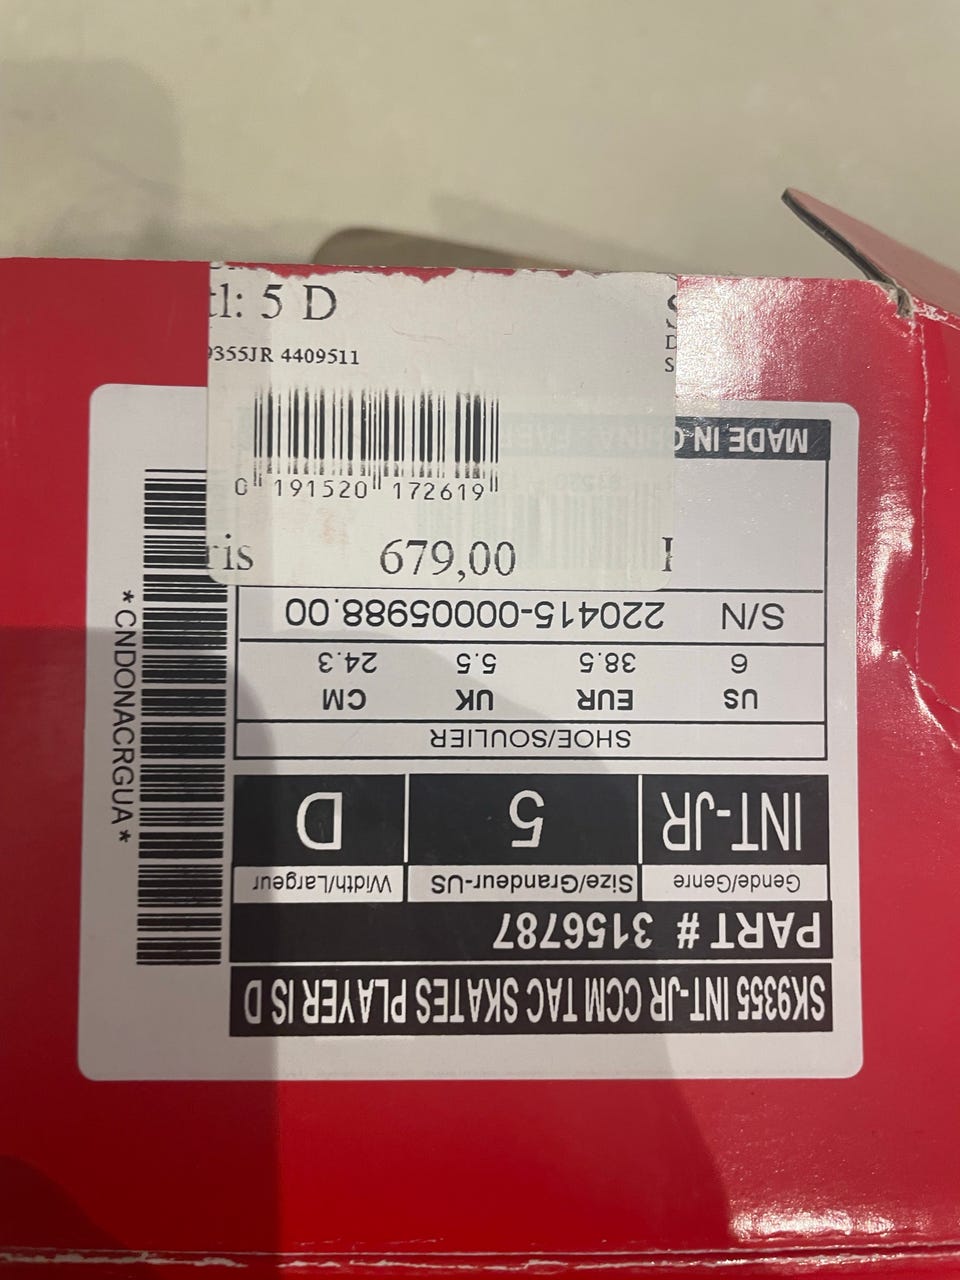 tl: 5 D
9355JR 4409511
0 191520 172619
ris 679,00
SK9355 INT-JR CCM TAC SKATES PLAYER IS D
PART # 3156787
Gende/Genre Size/Grandeur-US Width/Largeur
INT-JR 5 D
SHOE/SOULIER
US EUR UK CM
6 38.5 5.5 24.3
S/N 220415-00005988.00
MADE IN CHINA
*CNDONACRGUA*